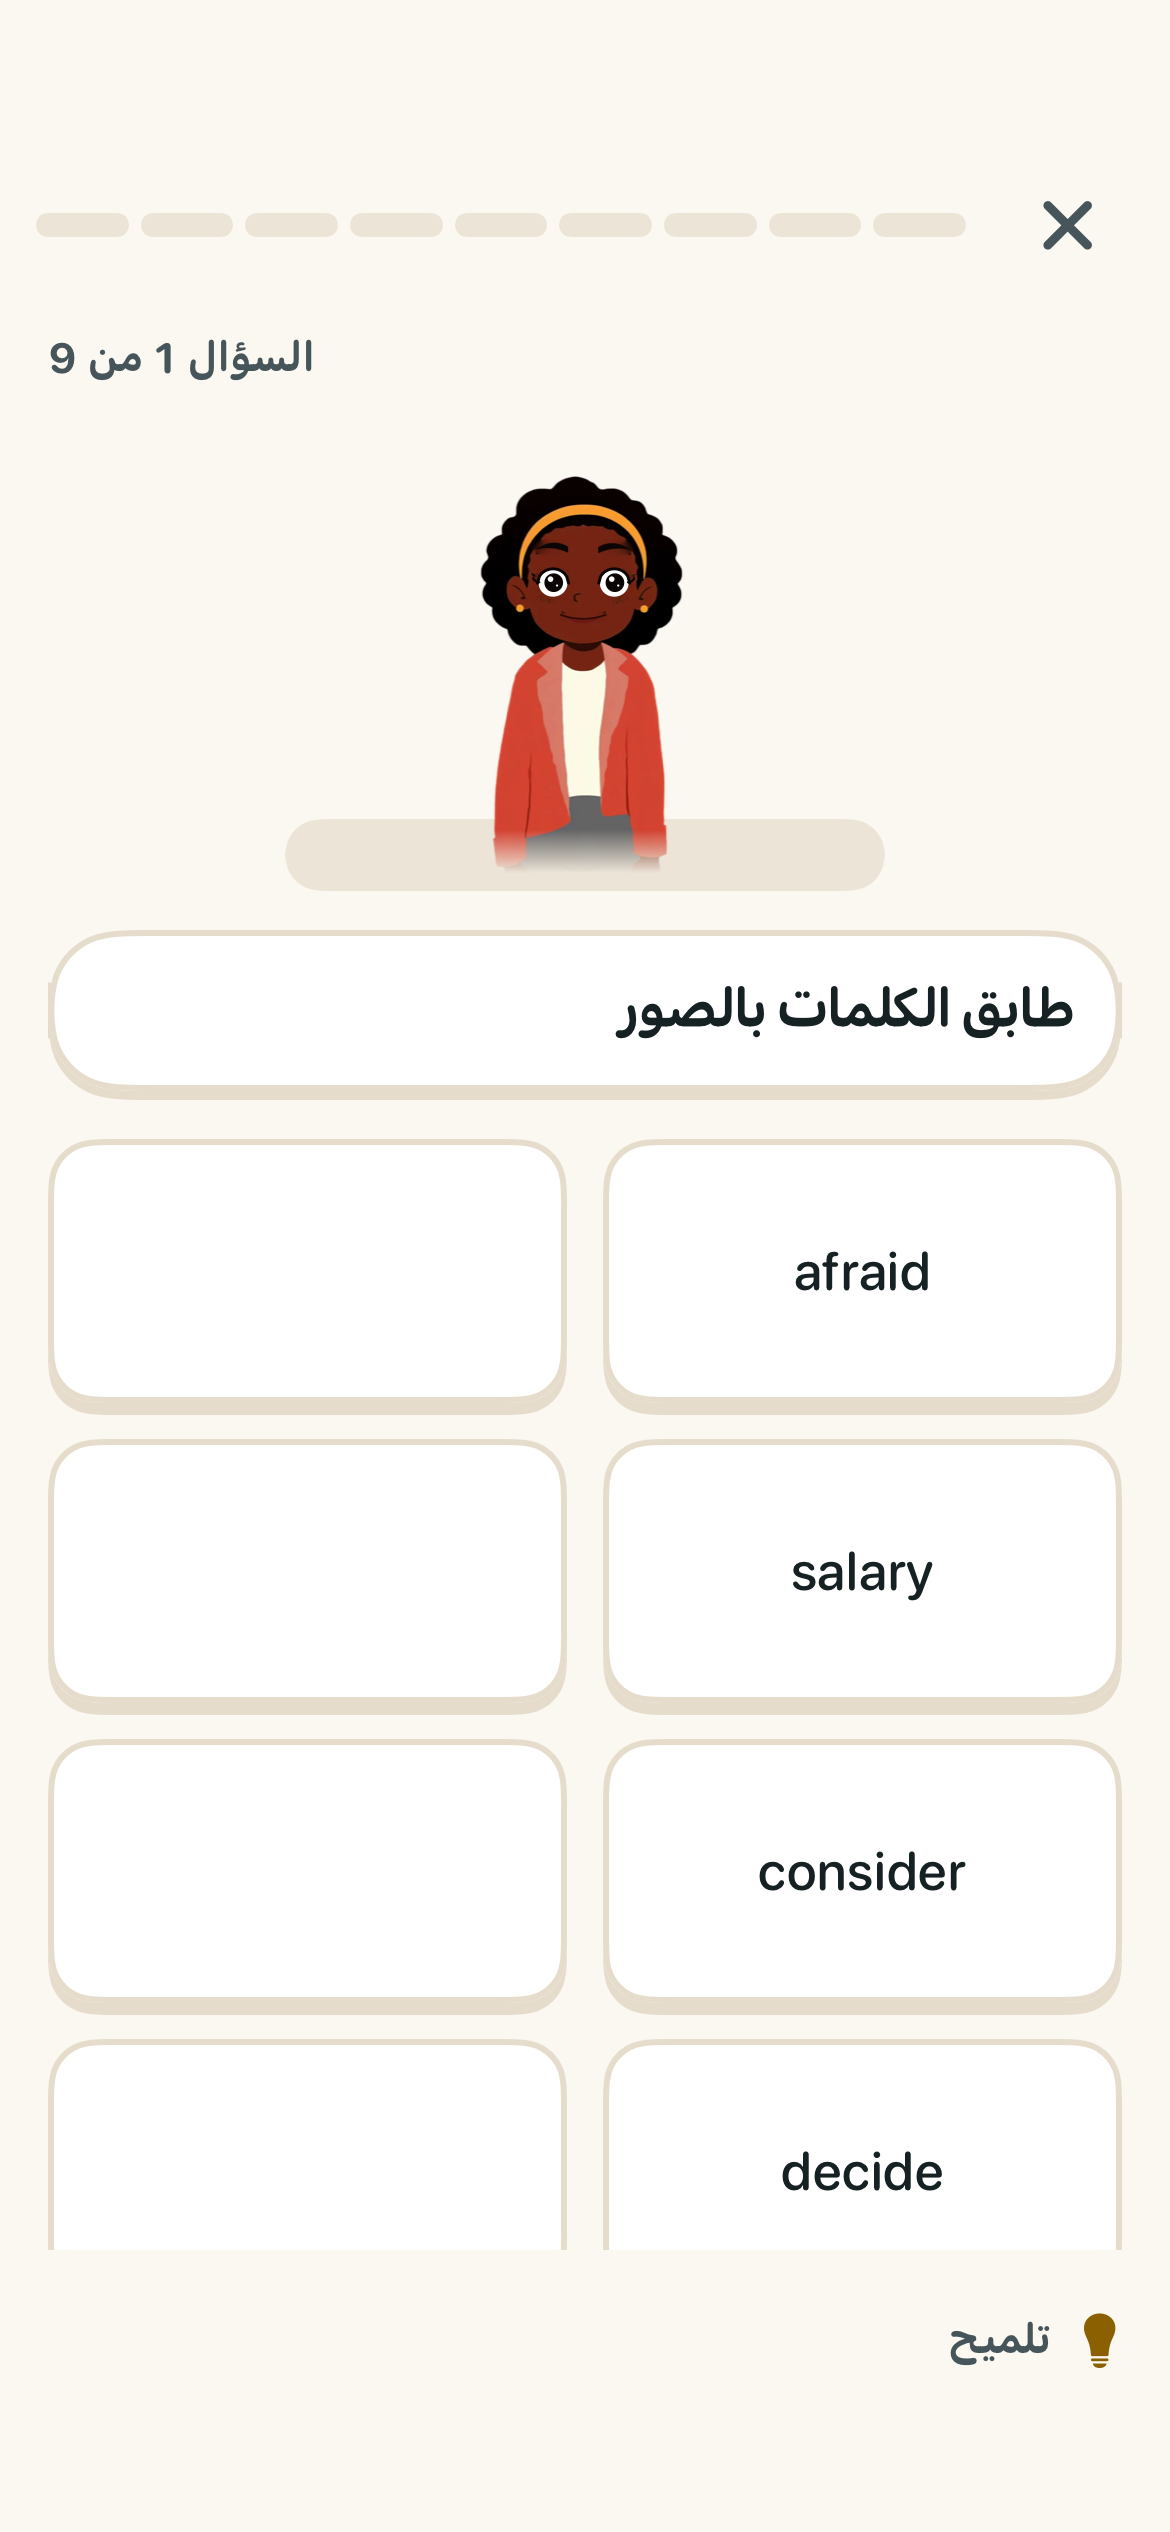 السؤال 1 من 9
طابق الكلمات بالصور
afraid
salary
consider
decide
تلميح